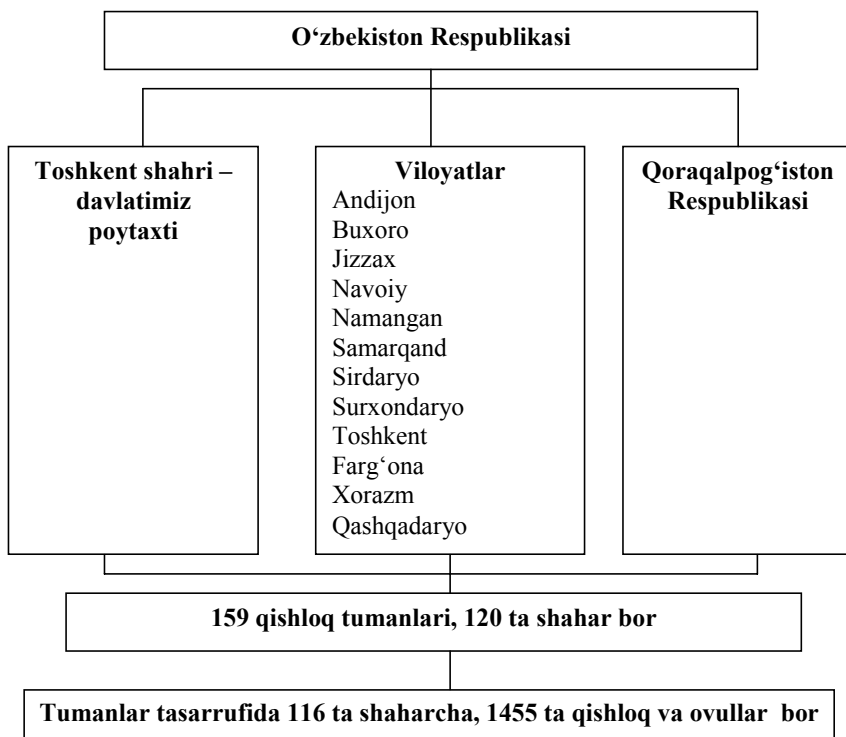 O‘zbekiston Respublikasi
Toshkent shahri –
davlatimiz
poytaxti
Viloyatlar
Andijon
Buxoro
Jizzax
Navoiy
Namangan
Samarqand
Sirdaryo
Surxondaryo
Toshkent
Farg‘ona
Xorazm
Qashqadaryo
Qoraqalpog‘iston
Respublikasi
159 qishloq tumanlari, 120 ta shahar bor
Tumanlar tasarrufida 116 ta shaharcha, 1455 ta qishloq va ovullar bor